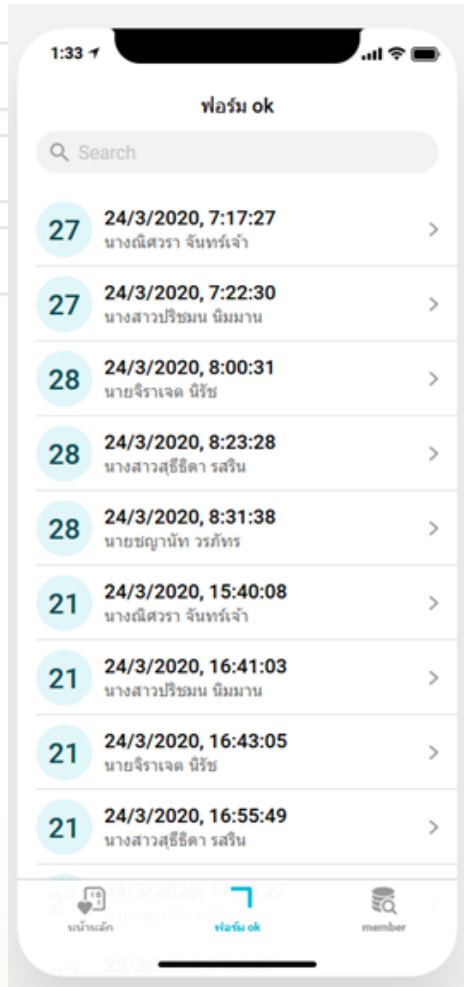 1:33
ฟอร์ม ok
Search
27
24/3/2020, 7:17:27
นางณิศวรา จันทร์เจ้า
27
24/3/2020, 7:22:30
นางสาวปริชมน นิมมาน
28
24/3/2020, 8:00:31
นายจิราเจต นิรัช
28
24/3/2020, 8:23:28
นางสาวสุธีธิดา รสริน
28
24/3/2020, 8:31:38
นายชญานัท วรภัทร
21
24/3/2020, 15:40:08
นางณิศวรา จันทร์เจ้า
21
24/3/2020, 16:41:03
นางสาวปริชมน นิมมาน
21
24/3/2020, 16:43:05
นายจิราเจต นิรัช
21
24/3/2020, 16:55:49
นางสาวสุธีธิดา รสริน
หน้าหลัก
ฟอร์ม ok
member